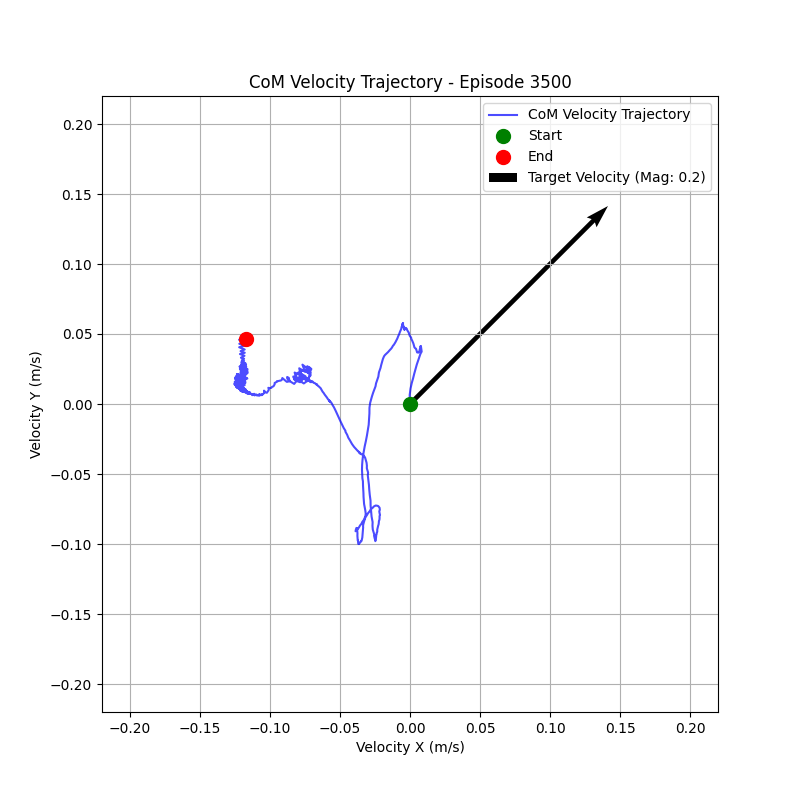 CoM Velocity Trajectory - Episode 3500
CoM Velocity Trajectory
Start
End
Target Velocity (Mag: 0.2)
0.20
0.15
0.10
0.05
0.00
−0.05
−0.10
−0.15
−0.20
Velocity Y (m/s)
−0.20 −0.15 −0.10 −0.05 0.00 0.05 0.10 0.15 0.20
Velocity X (m/s)